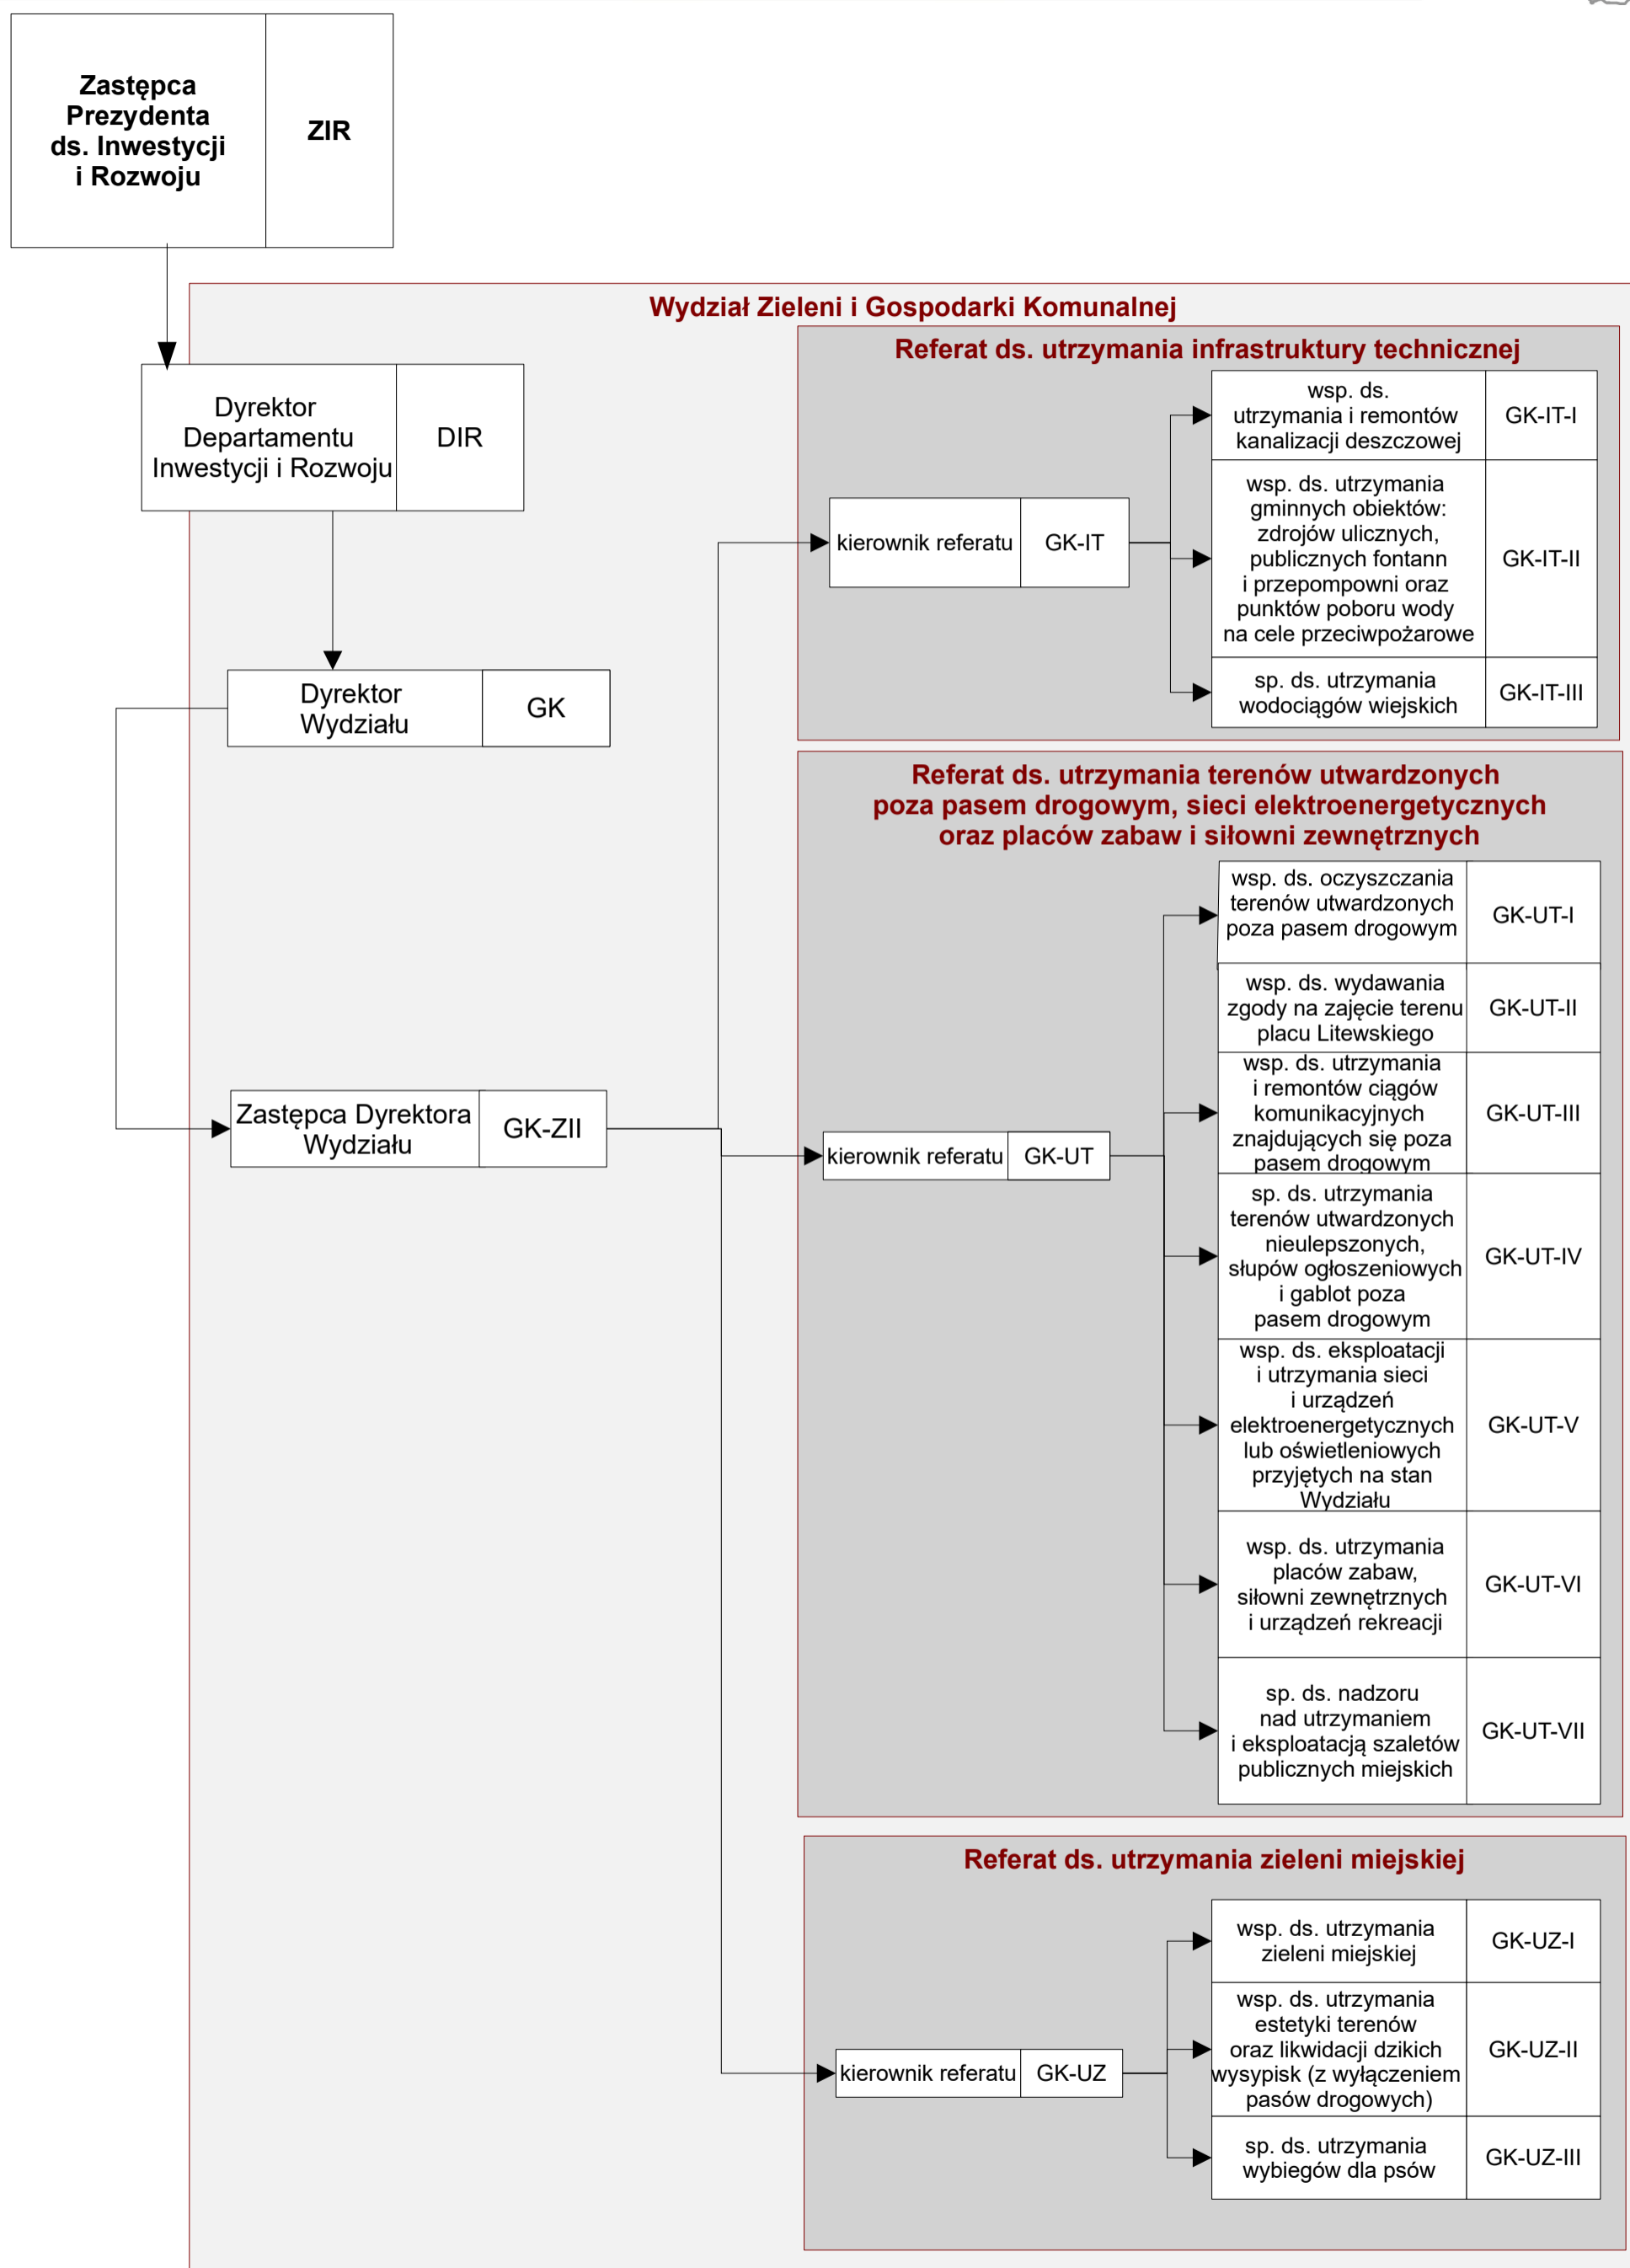 Zastępca
Prezydenta
ds. Inwestycji
i Rozwoju
ZIR
Wydział Zieleni i Gospodarki Komunalnej
Dyrektor
Departamentu
Inwestycji i Rozwoju
DIR
Dyrektor
Wydziału
GK
Zastępca Dyrektora
Wydziału
GK-ZII
Referat ds. utrzymania infrastruktury technicznej
kierownik referatu
GK-IT
wsp. ds.
utrzymania i remontów
kanalizacji deszczowej
GK-IT-I
wsp. ds. utrzymania
gminnych obiektów:
zdrojów ulicznych,
publicznych fontann
i przepompowni oraz
punktów poboru wody
na cele przeciwpożarowe
GK-IT-II
sp. ds. utrzymania
wodociągów wiejskich
GK-IT-III
Referat ds. utrzymania terenów utwardzonych
poza pasem drogowym, sieci elektroenergetycznych
oraz placów zabaw i siłowni zewnętrznych
kierownik referatu
GK-UT
wsp. ds. oczyszczania
terenów utwardzonych
poza pasem drogowym
GK-UT-I
wsp. ds. wydawania
zgody na zajęcie terenu
placu Litewskiego
GK-UT-II
wsp. ds. utrzymania
i remontów ciągów
komunikacyjnych
znajdujących się poza
pasem drogowym
GK-UT-III
sp. ds. utrzymania
terenów utwardzonych
nieulepszonych,
słupów ogłoszeniowych
i gablot poza
pasem drogowym
GK-UT-IV
wsp. ds. eksploatacji
i utrzymania sieci
i urządzeń
elektroenergetycznych
lub oświetleniowych
przyjętych na stan
Wydziału
GK-UT-V
wsp. ds. utrzymania
placów zabaw,
siłowni zewnętrznych
i urządzeń rekreacji
GK-UT-VI
sp. ds. nadzoru
nad utrzymaniem
i eksploatacją szaletów
publicznych miejskich
GK-UT-VII
Referat ds. utrzymania zieleni miejskiej
kierownik referatu
GK-UZ
wsp. ds. utrzymania
zieleni miejskiej
GK-UZ-I
wsp. ds. utrzymania
estetyki terenów
oraz likwidacji dzikich
wysypisk (z wyłączeniem
pasów drogowych)
GK-UZ-II
sp. ds. utrzymania
wybiegów dla psów
GK-UZ-III